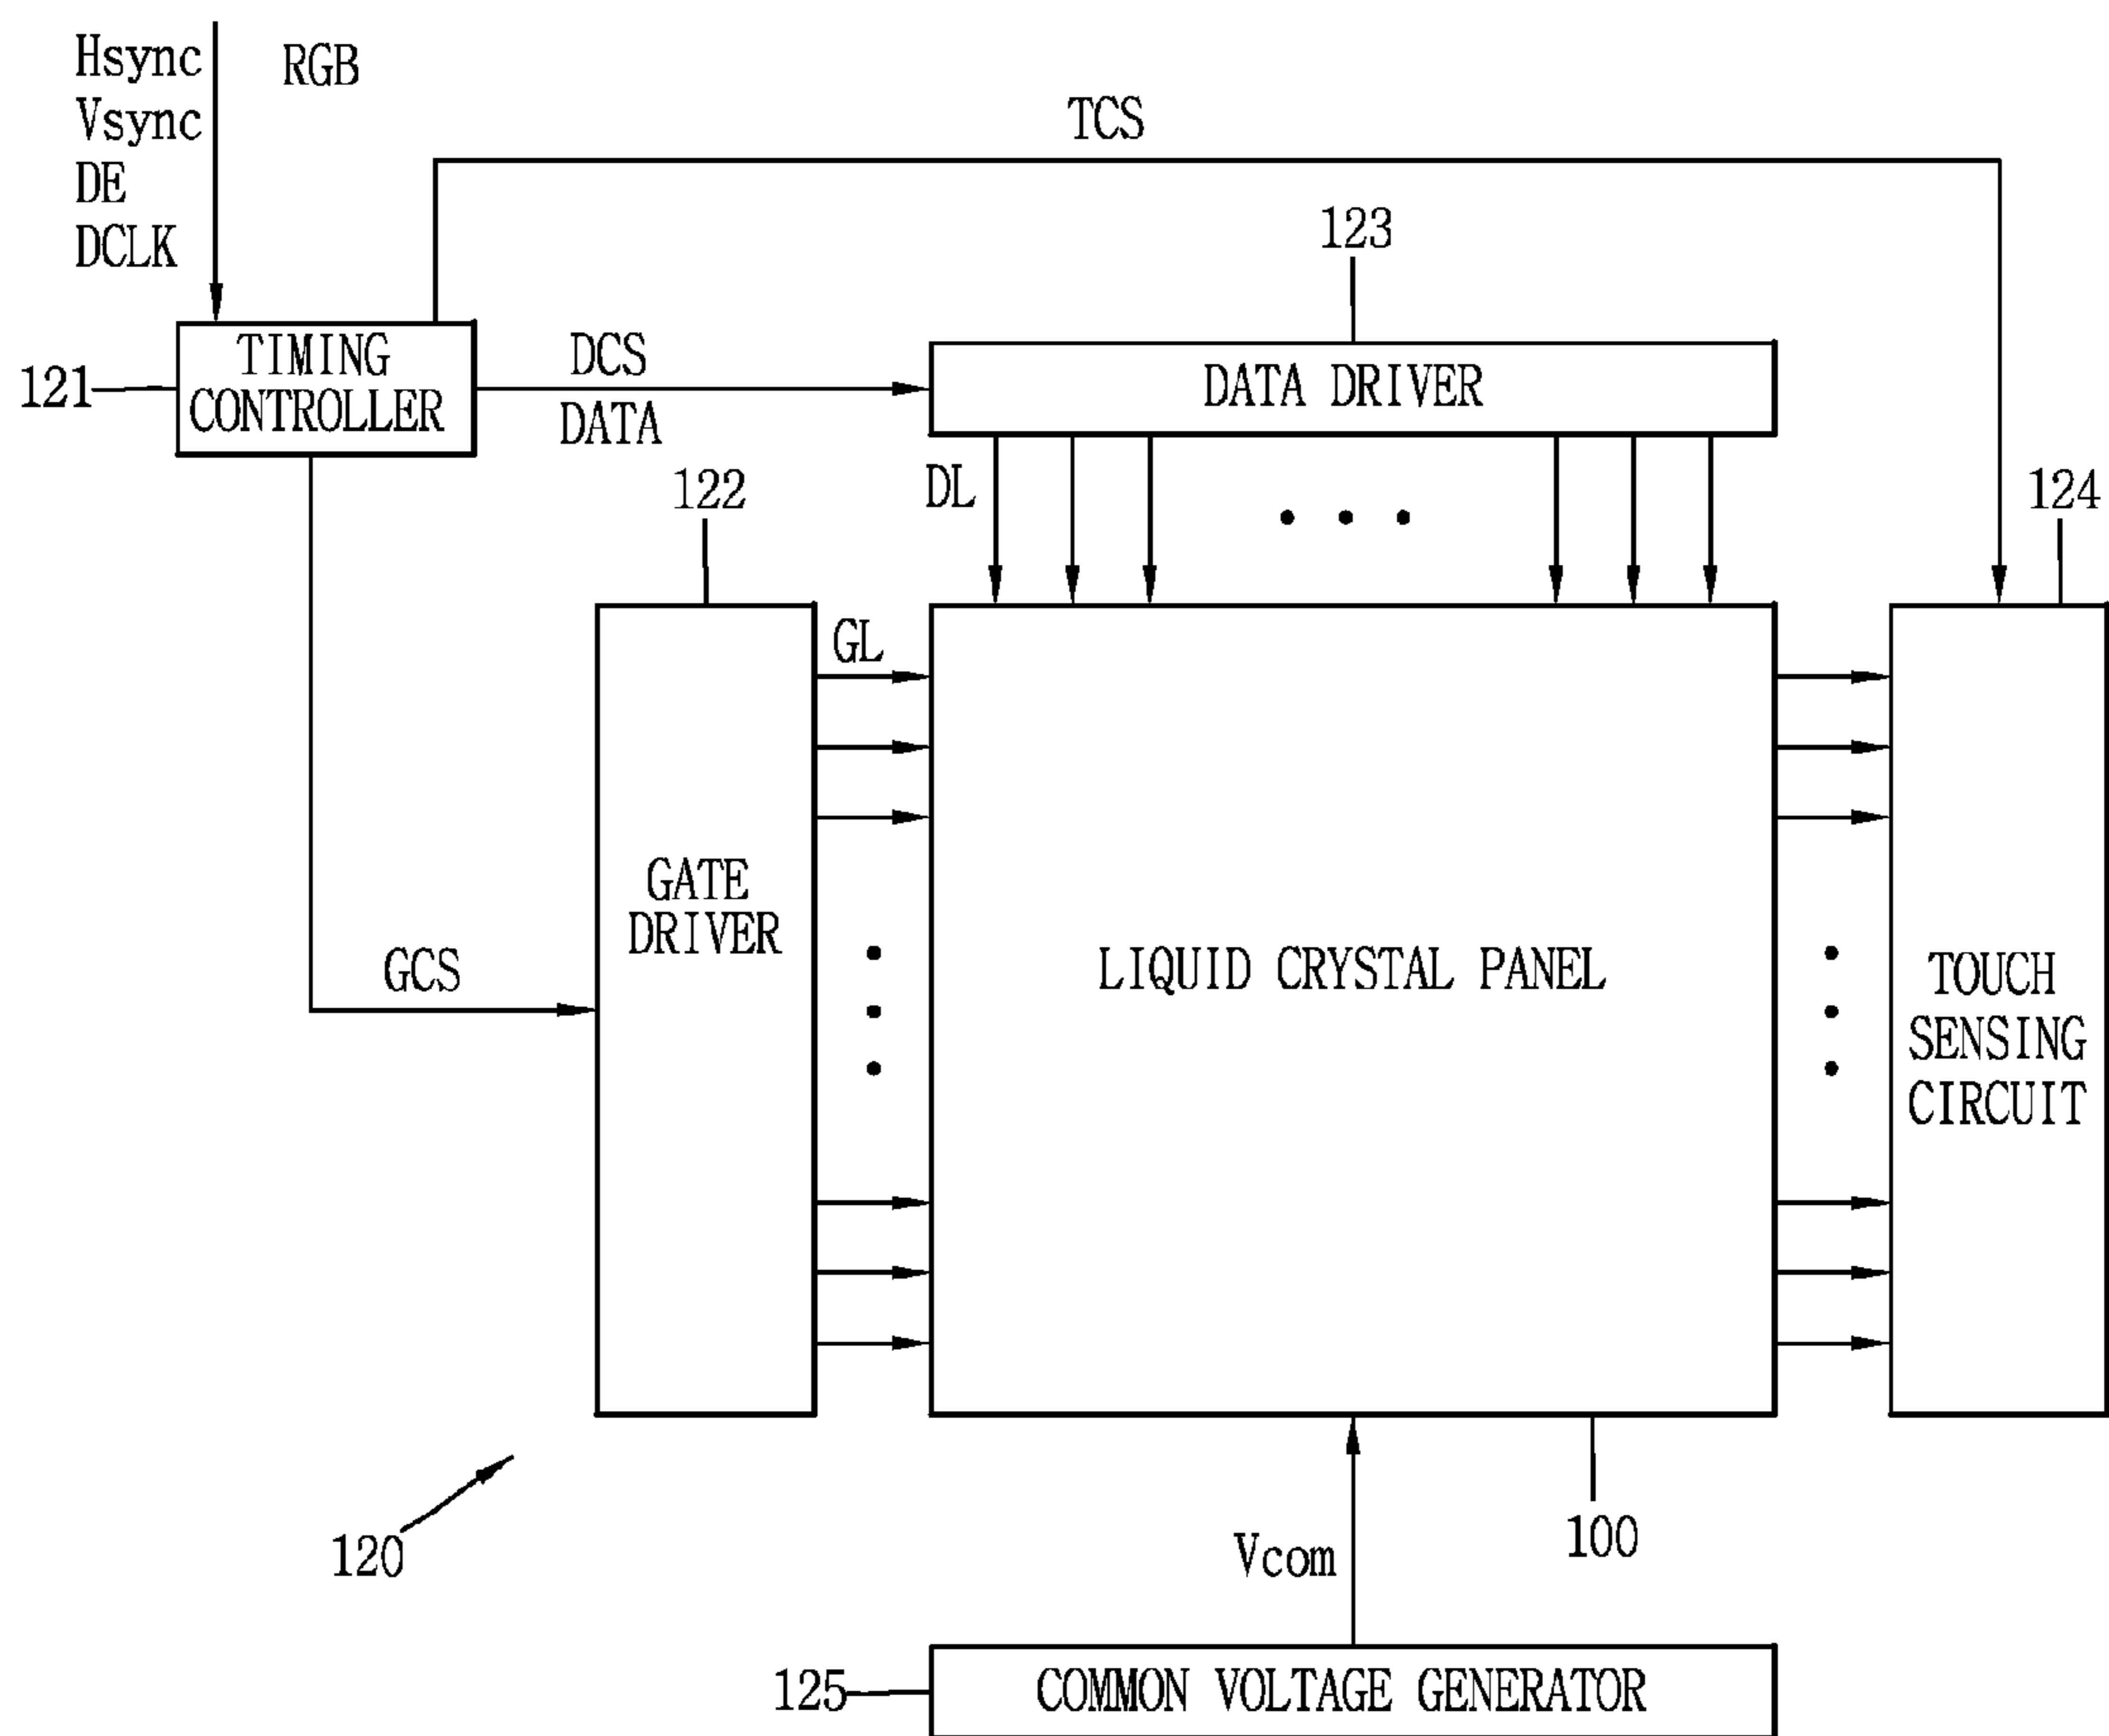 Hsync
RGB
Vsync
DE
DCLK
TCS
123
TIMING
CONTROLLER
121
DCS
DATA
DATA DRIVER
122
DL
124
GL
GATE
DRIVER
GCS
LIQUID CRYSTAL PANEL
TOUCH
SENSING
CIRCUIT
120
Vcom
100
125
COMMON VOLTAGE GENERATOR